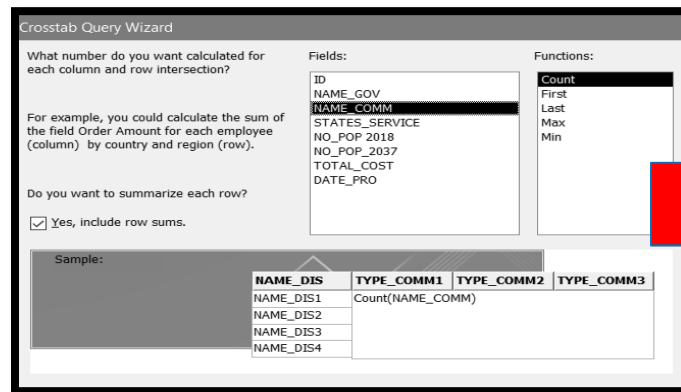 Crosstab Query Wizard
What number do you want calculated for
each column and row intersection?
For example, you could calculate the sum of
the field Order Amount for each employee
(column) by country and region (row).
Do you want to summarize each row?
Yes, include row sums.
Fields:
ID
NAME_GOV
NAME_COMM
STATES_SERVICE
NO_POP 2018
NO_POP_2037
TOTAL_COST
DATE_PRO
Functions:
Count
First
Last
Max
Min
Sample:
NAME_DIS TYPE_COMM1 TYPE_COMM2 TYPE_COMM3
NAME_DIS1 Count(NAME_COMM)
NAME_DIS2
NAME_DIS3
NAME_DIS4